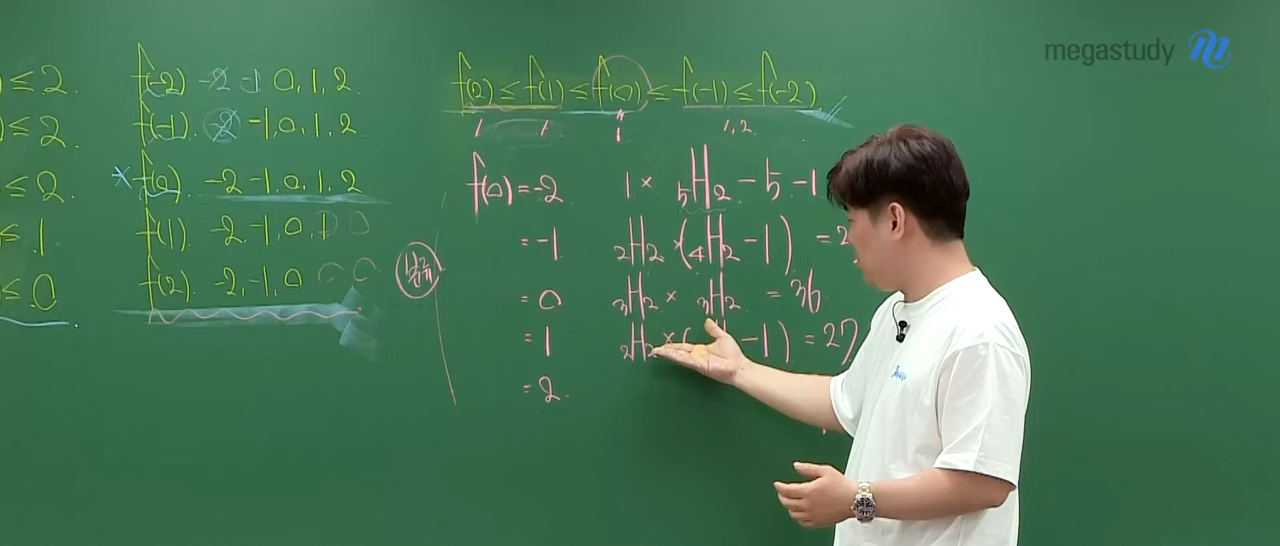 megastudy
≤ 2.
≤ 2
≤ 2
≤ 1
≤ 0
f(-2) -2 -1 0, 1, 2
f(-1). -2 -1, 0, 1, 2.
* f(0). -2 -1, 0, 1, 2
f(1). -2. -1, 0, 1
f(2). -2, -1, 0
f(2) ≤ f(1) ≤ f(0) ≤ f(-1) ≤ f(-2)
1 1 1 1, 2.
f(0) = -2 1 × ₅H₂ - 5 - 1
= -1 ₂H₂ × (₄H₂ - 1) = 2
= 0 ₃H₂ × ₃H₂ = 36
= 1 ₂H₂ × ( - 1) = 27
= 2.